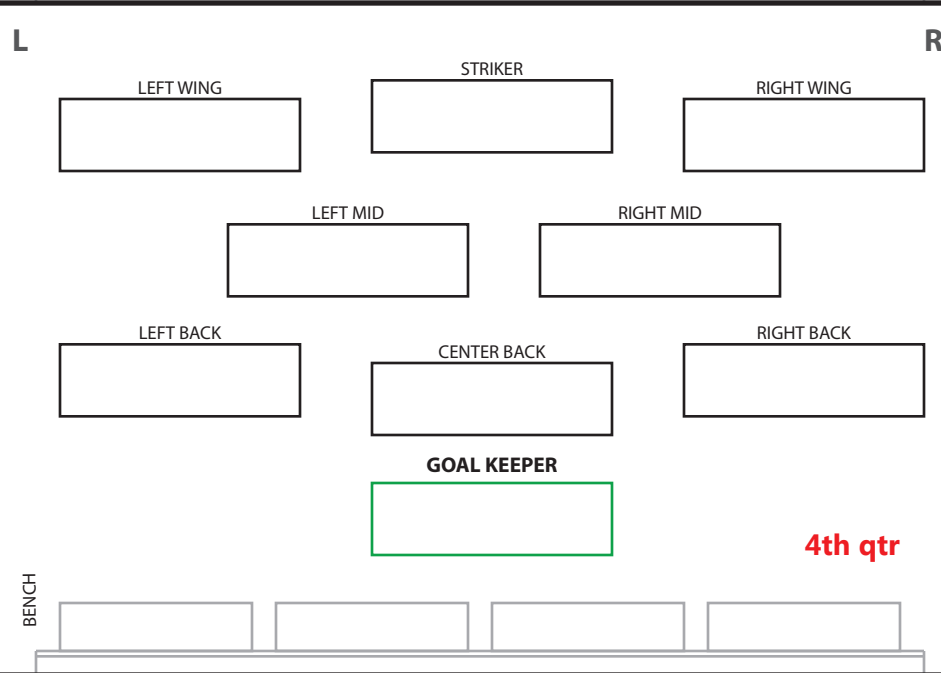 L
R
STRIKER
LEFT WING
RIGHT WING
LEFT MID
RIGHT MID
LEFT BACK
RIGHT BACK
CENTER BACK
GOAL KEEPER
4th qtr
BENCH